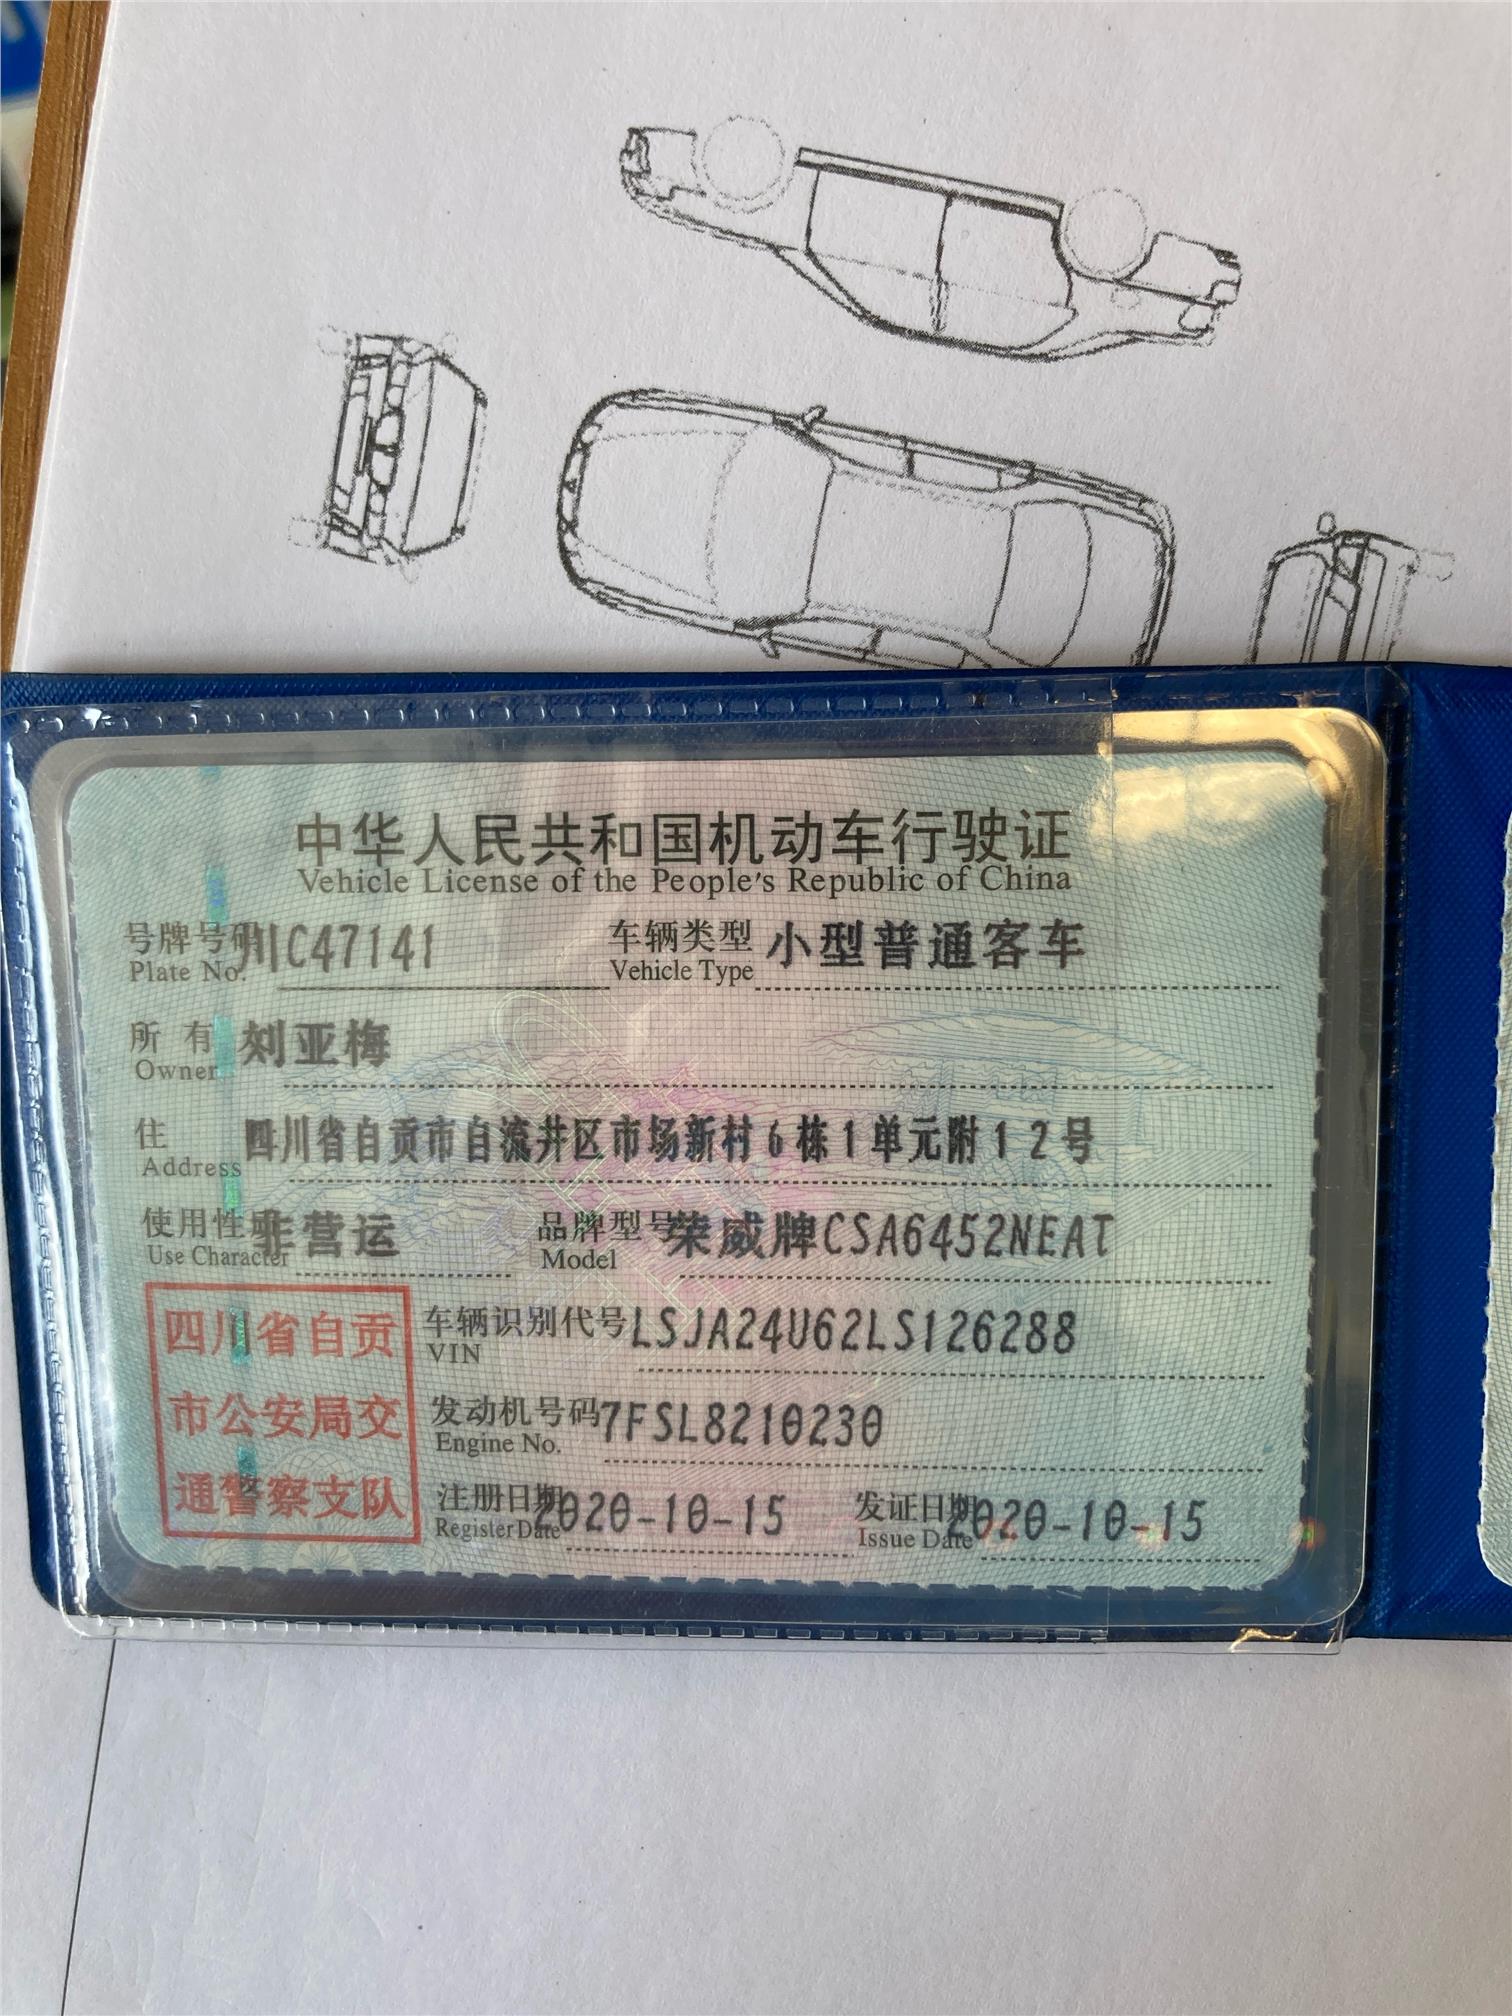 中华人民共和国机动车行驶证
Vehicle License of the People's Republic of China
号牌号码 川C47141 车辆类型 小型普通客车
Plate No. Vehicle Type
所 有 刘亚梅
Owner
住 四川省自贡市自流井区市场新村6栋1单元附12号
Address
使用性 非营运 品牌型号 荣威牌CSA6452NEAT
Use Character Model
四川省自贡
市公安局交
通警察支队
车辆识别代号 LSJA24U62LS126288
VIN
发动机号码 7FSL8210230
Engine No.
注册日期 2020-10-15 发证日期 2020-10-15
Register Date Issue Date